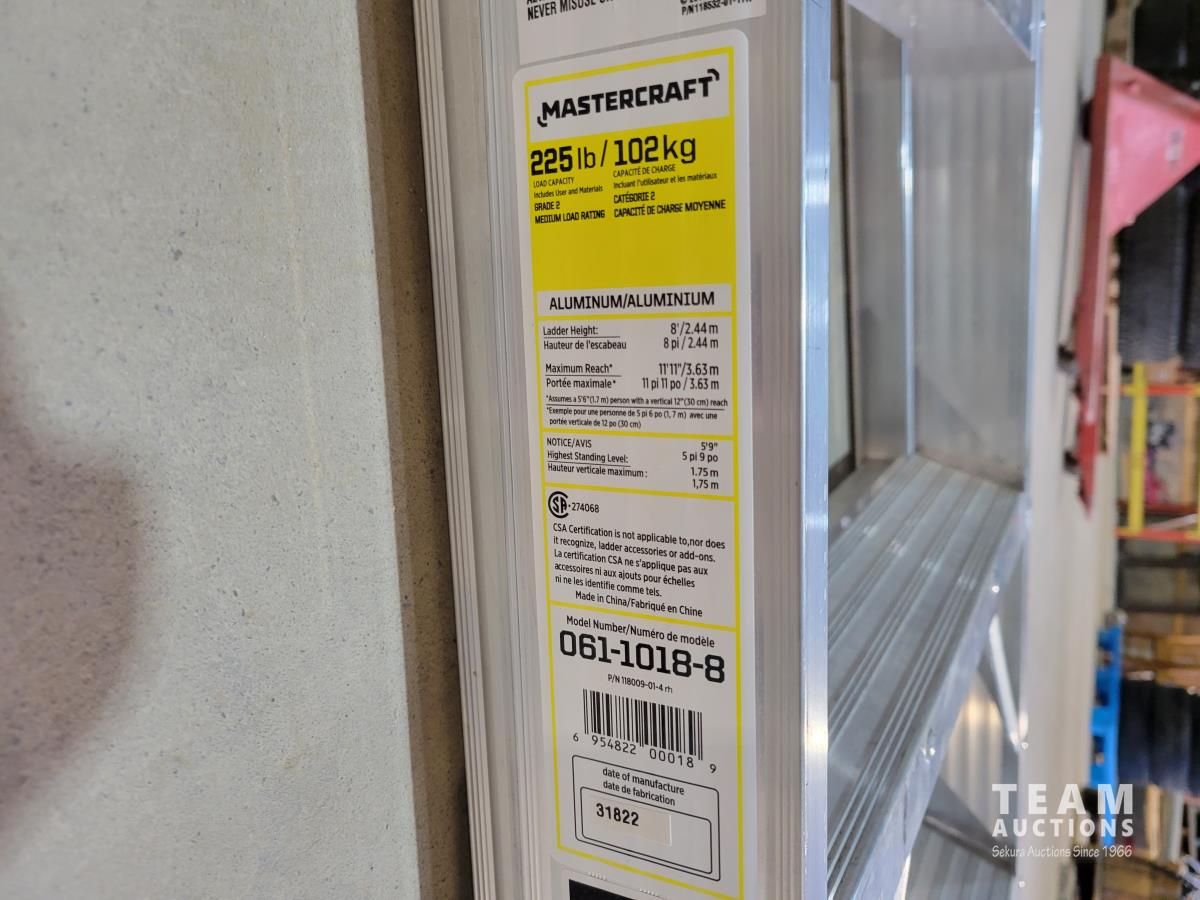 NEVER MISUSE
P/N118532-01-
MASTERCRAFT
225 lb / 102 kg
LOAD CAPACITY
Includes User and Materials
GRADE 2
MEDIUM LOAD RATING
CAPACITÉ DE CHARGE
Incluant l'utilisateur et les matériaux
CATÉGORIE 2
CAPACITÉ DE CHARGE MOYENNE
ALUMINUM/ALUMINIUM
Ladder Height: 8'/2.44 m
Hauteur de l'escabeau 8 pi / 2.44 m
Maximum Reach* 11'11"/3.63 m
Portée maximale* 11 pi 11 po / 3.63 m
*Assumes a 5'6" (1.7 m) person with a vertical 12" (30 cm) reach
*Exemple pour une personne de 5 pi 6 po (1, 7 m) avec une
portée verticale de 12 po (30 cm)
NOTICE/AVIS 5'9"
Highest Standing Level: 5 pi 9 po
Hauteur verticale maximum : 1.75 m
1,75 m
274068
CSA Certification is not applicable to,nor does
it recognize, ladder accessories or add-ons.
La certification CSA ne s'applique pas aux
accessoires ni aux ajouts pour échelles
ni ne les identifie comme tels.
Made in China/Fabriqué en Chine
Model Number/Numéro de modèle
061-1018-8
P/N 118009-01-4 rh
6 954822 00018 9
date of manufacture
date de fabrication
31822
TEAM
AUCTIONS
Sekura Auctions Since 1966